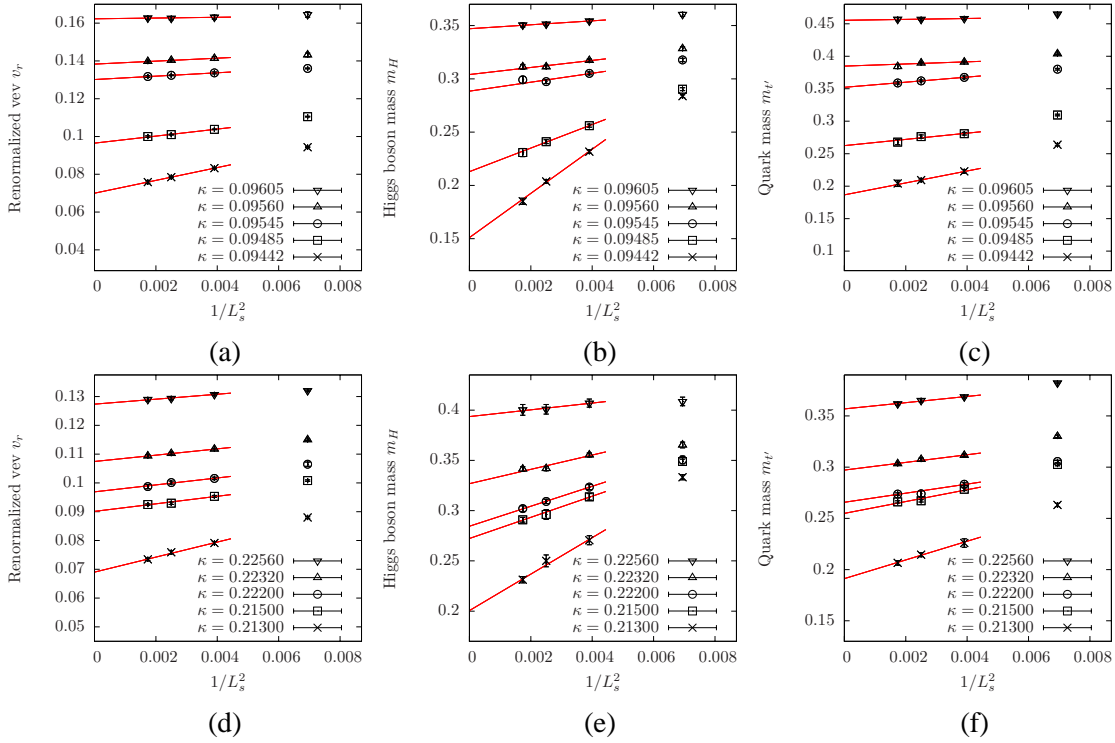 Renormalized vev v_r
0.16
0.14
0.12
0.1
0.08
0.06
0.04
κ = 0.09605
κ = 0.09560
κ = 0.09545
κ = 0.09485
κ = 0.09442
0 0.002 0.004 0.006 0.008
1/L_s^2
(a)
Higgs boson mass m_H
0.35
0.3
0.25
0.2
0.15
κ = 0.09605
κ = 0.09560
κ = 0.09545
κ = 0.09485
κ = 0.09442
0 0.002 0.004 0.006 0.008
1/L_s^2
(b)
Quark mass m_t'
0.45
0.4
0.35
0.3
0.25
0.2
0.15
0.1
κ = 0.09605
κ = 0.09560
κ = 0.09545
κ = 0.09485
κ = 0.09442
0 0.002 0.004 0.006 0.008
1/L_s^2
(c)
Renormalized vev v_r
0.13
0.12
0.11
0.1
0.09
0.08
0.07
0.06
0.05
κ = 0.22560
κ = 0.22320
κ = 0.22200
κ = 0.21500
κ = 0.21300
0 0.002 0.004 0.006 0.008
1/L_s^2
(d)
Higgs boson mass m_H
0.4
0.35
0.3
0.25
0.2
κ = 0.22560
κ = 0.22320
κ = 0.22200
κ = 0.21500
κ = 0.21300
0 0.002 0.004 0.006 0.008
1/L_s^2
(e)
Quark mass m_t'
0.35
0.3
0.25
0.2
0.15
κ = 0.22560
κ = 0.22320
κ = 0.22200
κ = 0.21500
κ = 0.21300
0 0.002 0.004 0.006 0.008
1/L_s^2
(f)